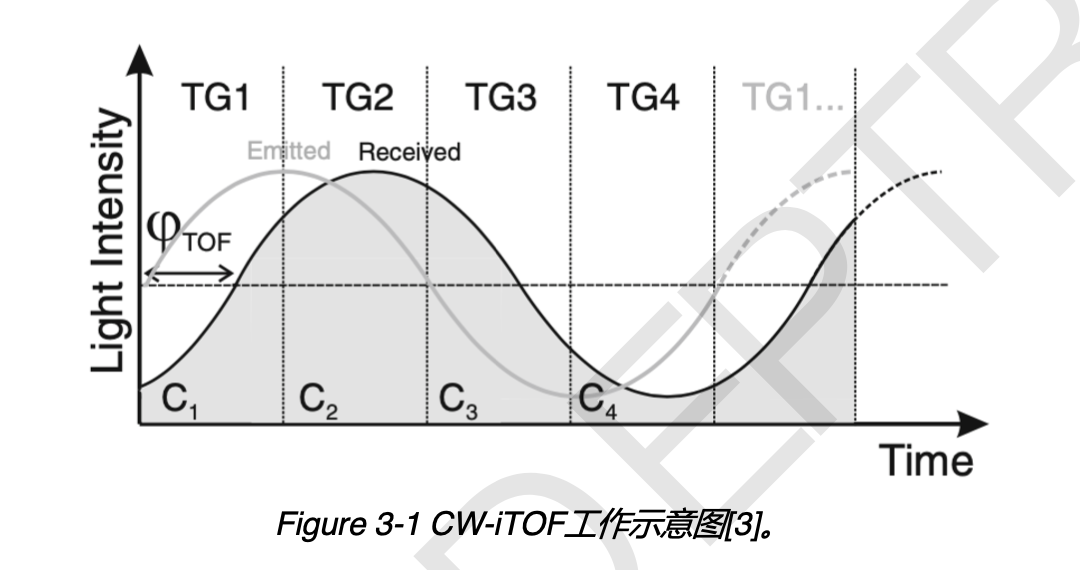 TG1 TG2 TG3 TG4 TG1...
Emitted Received
φTOF
Light Intensity
C1 C2 C3 C4
Time
Figure 3-1 CW-iTOF工作示意图[3]。
DEPTR